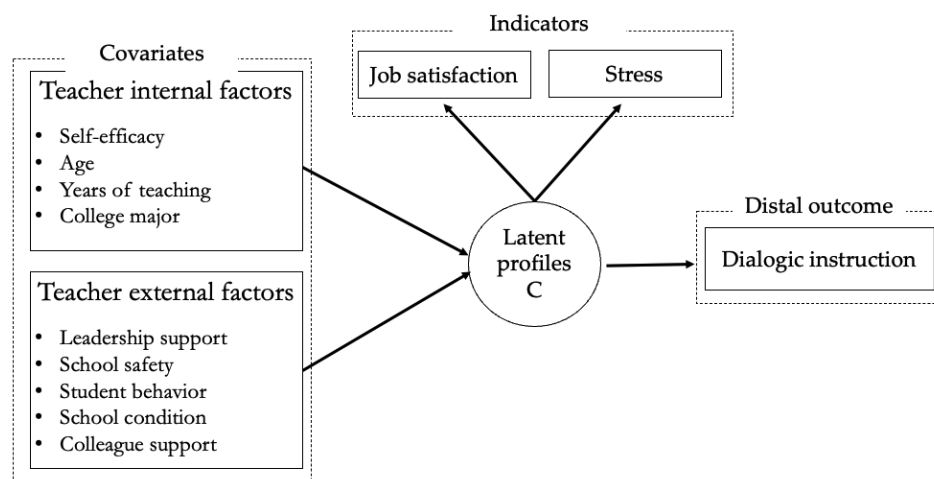 Covariates
Teacher internal factors
• Self-efficacy
• Age
• Years of teaching
• College major
Teacher external factors
• Leadership support
• School safety
• Student behavior
• School condition
• Colleague support
Indicators
Job satisfaction
Stress
Latent
profiles
C
Distal outcome
Dialogic instruction